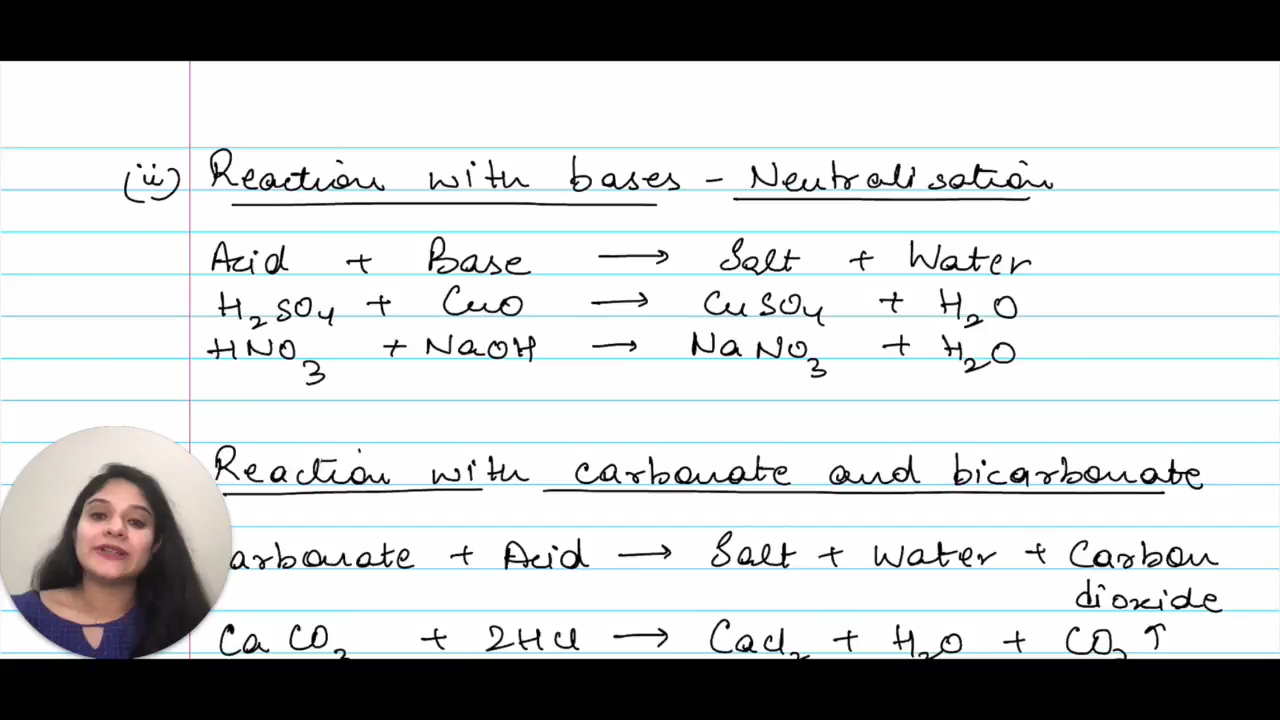 (ii) Reaction with bases - Neutralisation
Acid + Base → Salt + Water
H₂SO₄ + CuO → CuSO₄ + H₂O
HNO₃ + NaOH → NaNO₃ + H₂O
Reaction with carbonate and bicarbonate
arbonate + Acid → Salt + Water + Carbon
dioxide
CaCO₃ + 2HCl → CaCl₂ + H₂O + CO₂ ↑